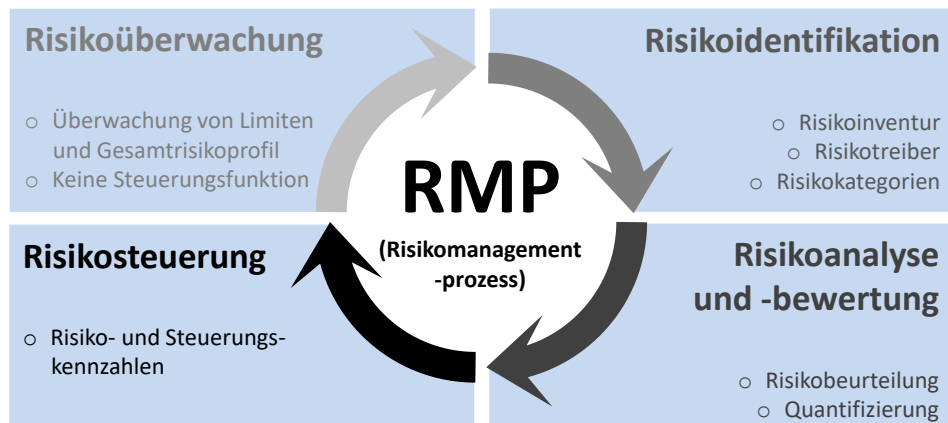 Risikoüberwachung
o Überwachung von Limiten
und Gesamtrisikoprofil
o Keine Steuerungsfunktion
Risikoidentifikation
o Risikoinventur
o Risikotreiber
o Risikokategorien
RMP
(Risikomanagement
-prozess)
Risikosteuerung
o Risiko- und Steuerungs-
kennzahlen
Risikoanalyse
und -bewertung
o Risikobeurteilung
o Quantifizierung